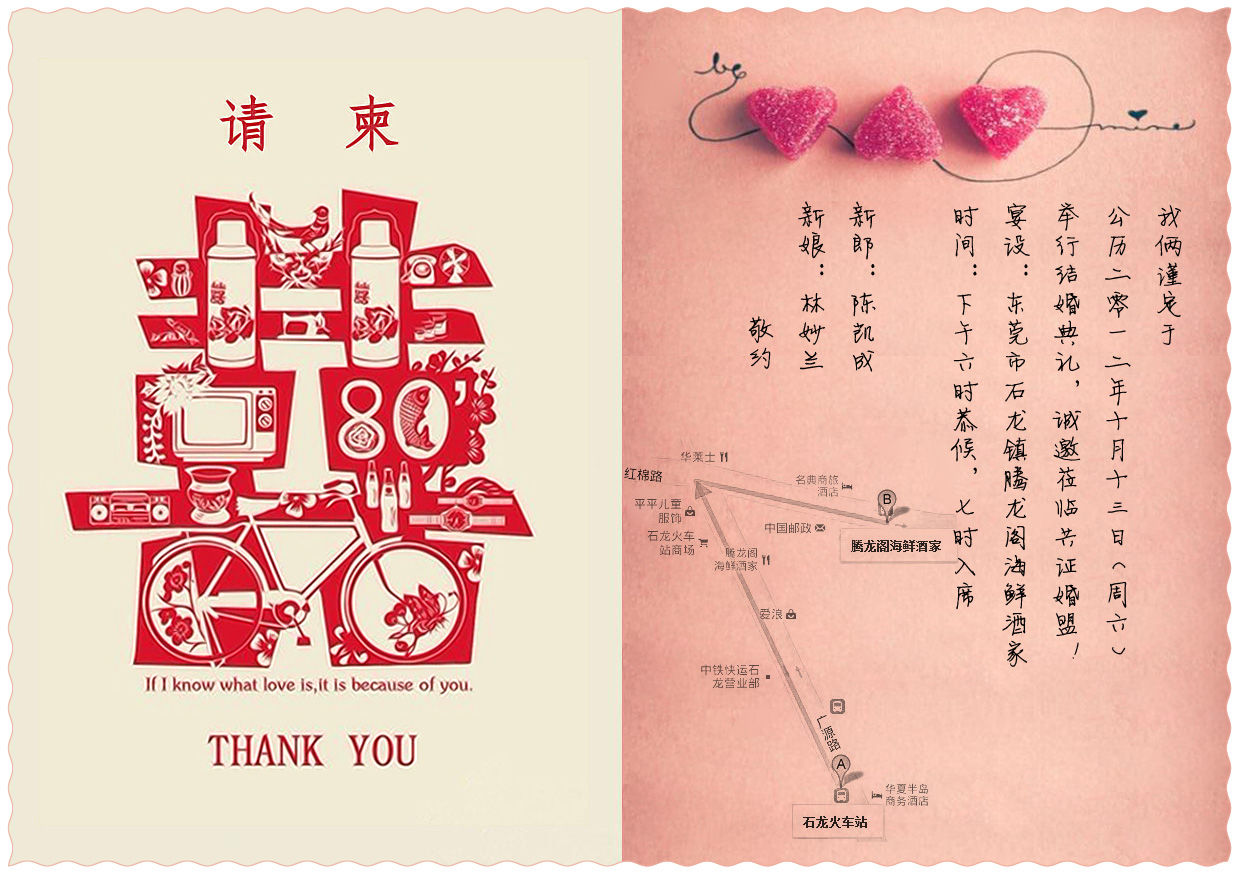 请柬
80'
If I know what love is,it is because of you.
THANK YOU
be
mine
我俩谨定于
公历二零一二年十月十三日(周六)
举行结婚典礼,诚邀莅临共证婚盟!
宴设:东莞市石龙镇腾龙阁海鲜酒家
时间:下午六时恭候,七时入席
新郎:陈凯成
新娘:林妙兰
敬约
华莱士
红棉路
名典商旅
酒店
B
平平儿童
服饰
中国邮政
石龙火车
站商场
腾龙阁海鲜酒家
腾龙阁
海鲜酒家
爱浪
中铁快运石
龙营业部
广源路
A
华夏半岛
商务酒店
石龙火车站